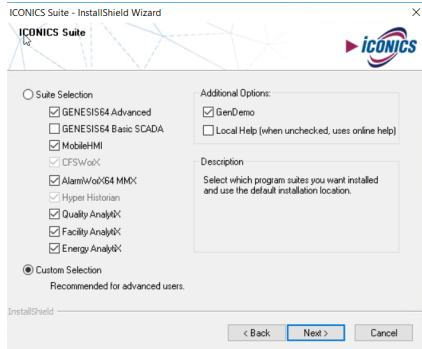 ICONICS Suite - InstallShield Wizard
ICONICS Suite
ICONICS
Suite Selection
GENESIS64 Advanced
GENESIS64 Basic SCADA
MobileHMI
CFSWorX
AlarmWorX64 MMX
Hyper Historian
Quality AnalytiX
Facility AnalytiX
Energy AnalytiX
Custom Selection
Recommended for advanced users.
Additional Options:
GenDemo
Local Help (when unchecked, uses online help)
Description
Select which program suites you want installed
and use the default installation location.
InstallShield
< Back
Next >
Cancel